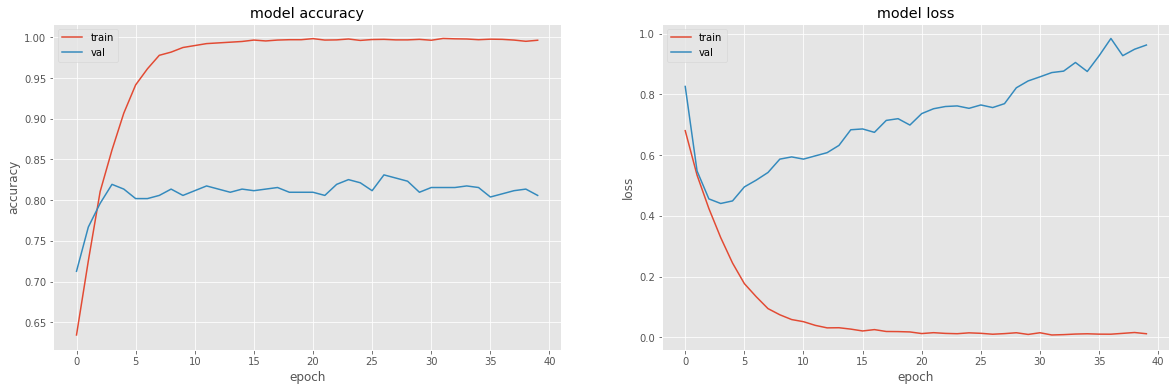 model accuracy
train
val
1.00
0.95
0.90
0.85
0.80
0.75
0.70
0.65
accuracy
0 5 10 15 20 25 30 35 40
epoch
model loss
train
val
1.0
0.8
0.6
0.4
0.2
0.0
loss
0 5 10 15 20 25 30 35 40
epoch